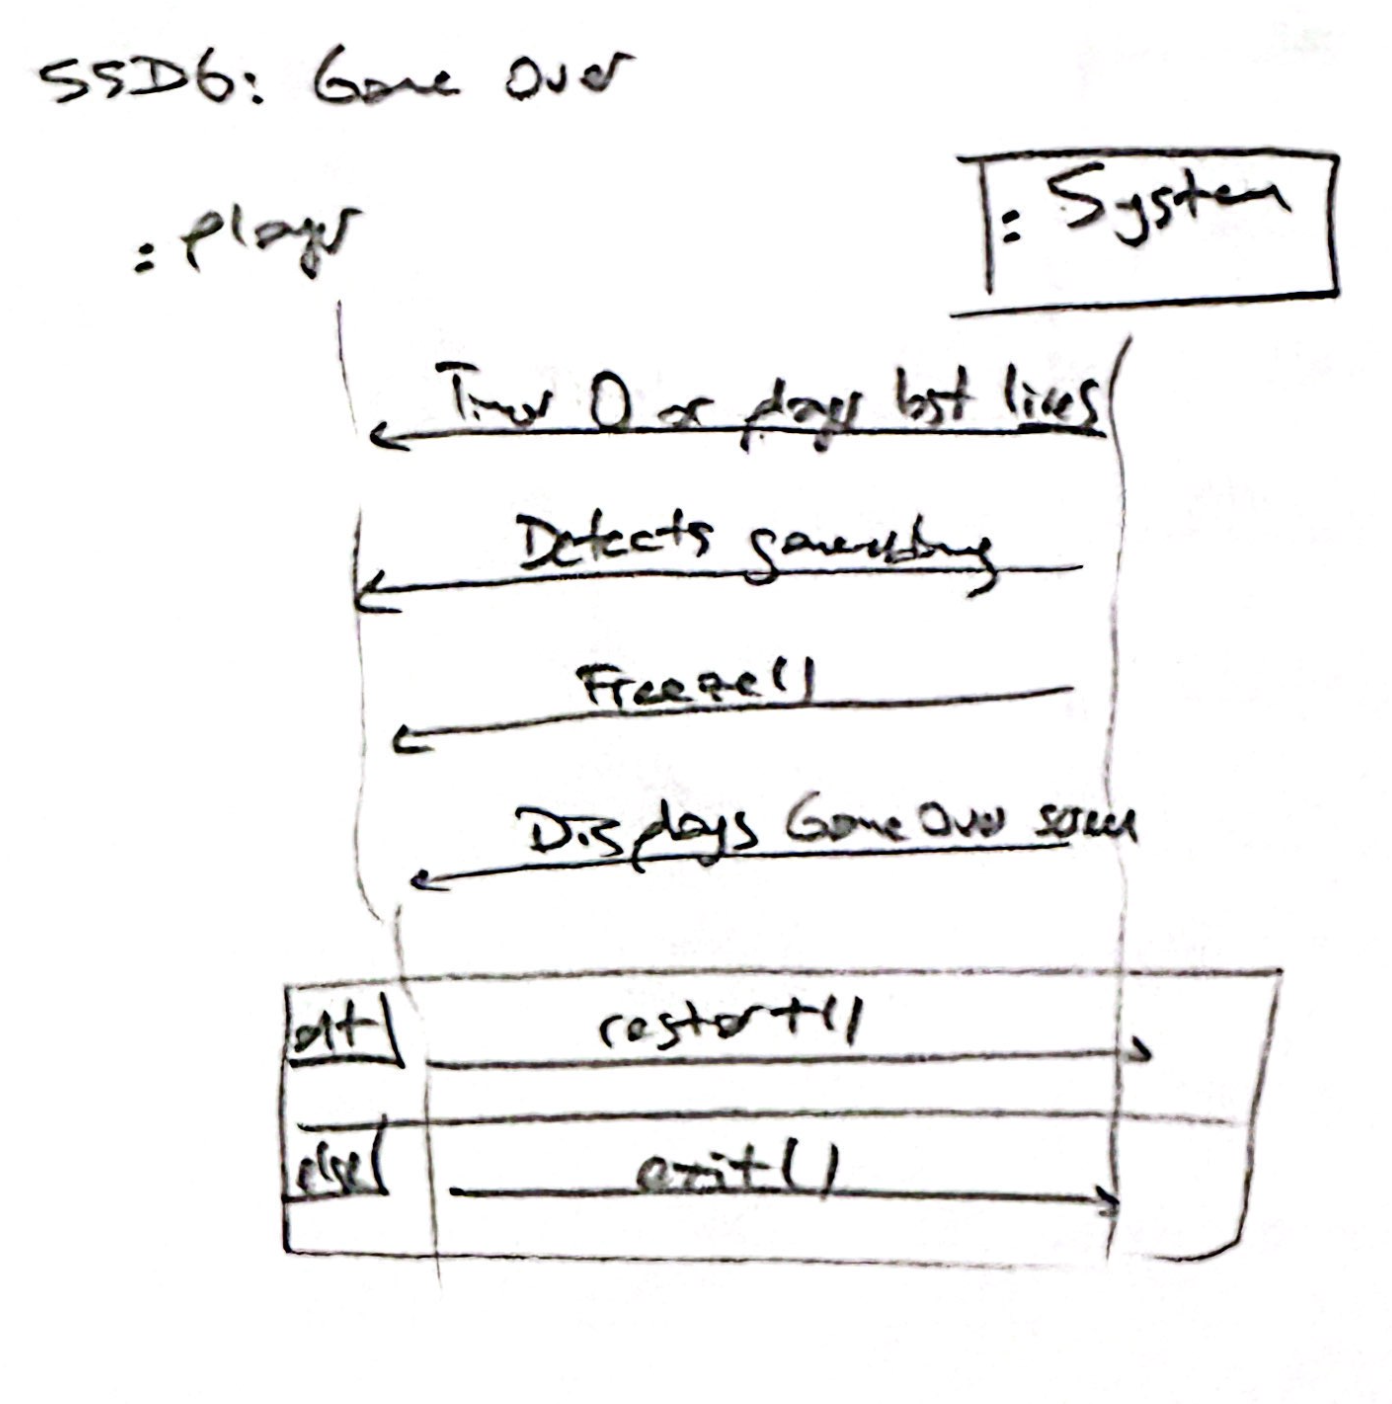 SSD6: Game Over
: player
: System
Timer 0 or player lost lives
Detects
Freeze()
Displays Game Over screen
alt
restart()
else
exit()